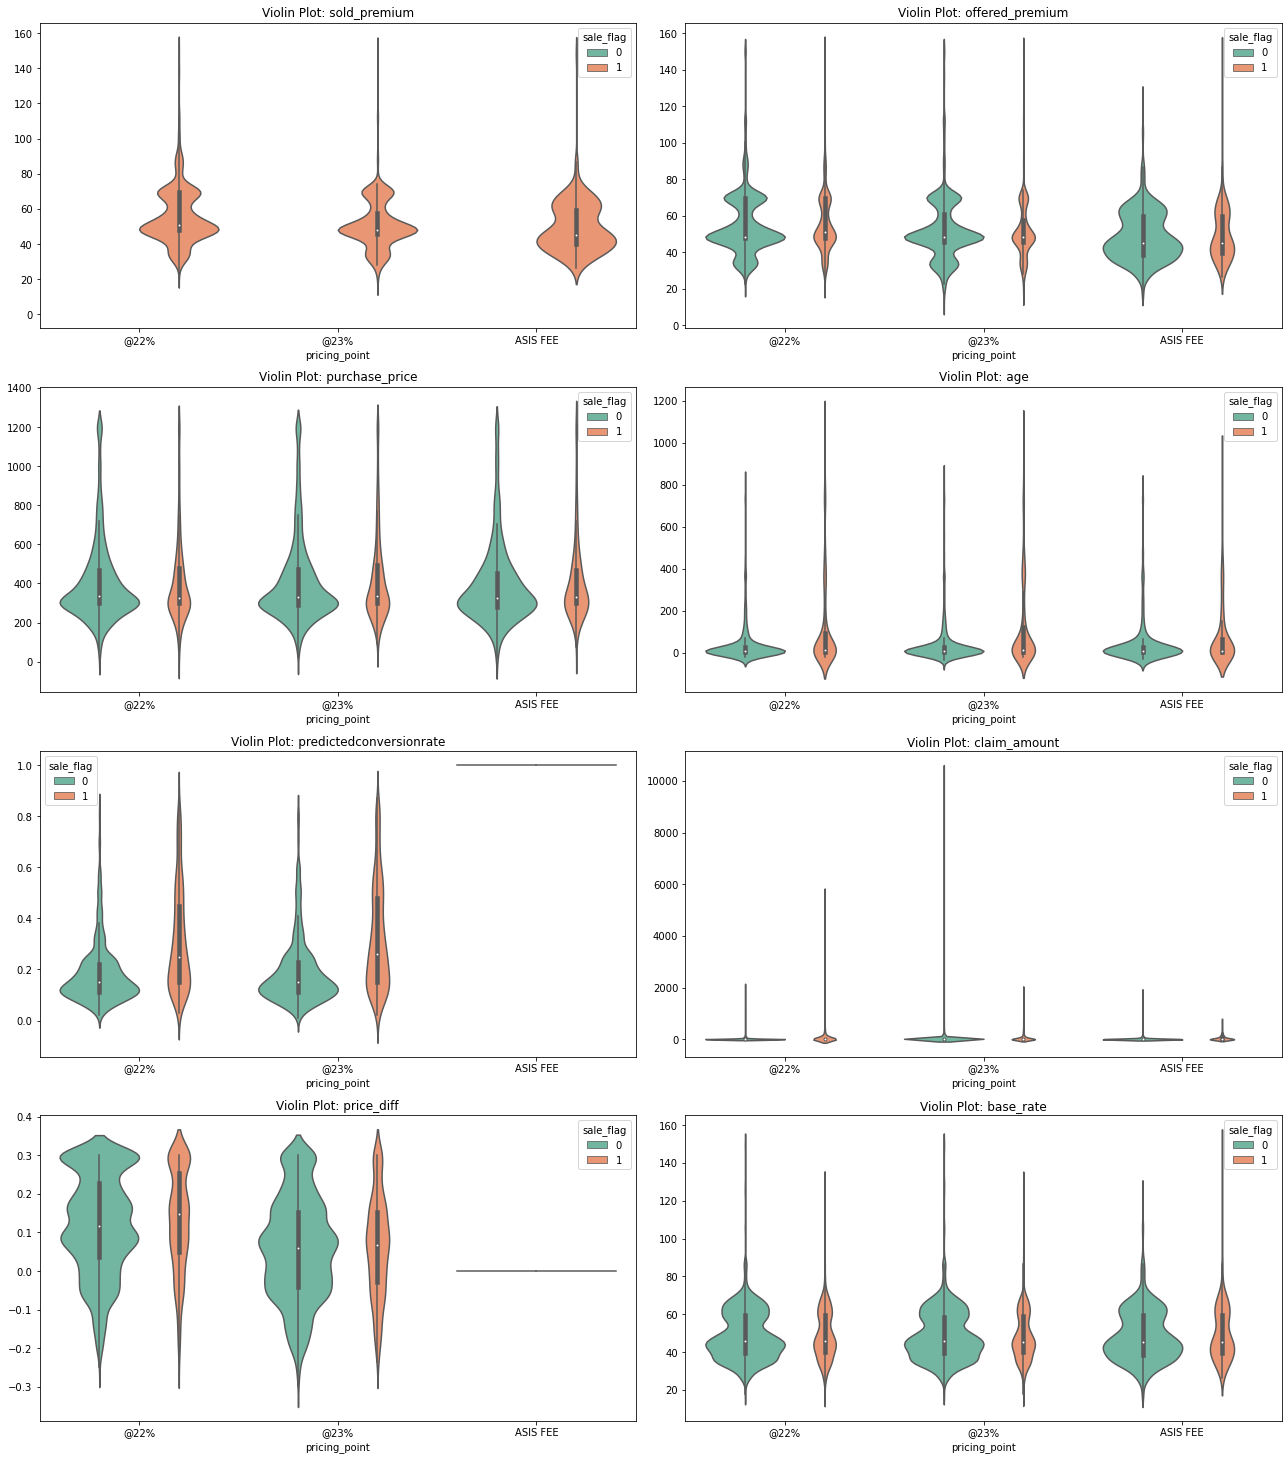 Violin Plot: sold_premium
sale_flag
0
1
160
140
120
100
80
60
40
20
0
@22% @23% ASIS FEE
pricing_point
Violin Plot: offered_premium
sale_flag
0
1
160
140
120
100
80
60
40
20
0
@22% @23% ASIS FEE
pricing_point
Violin Plot: purchase_price
sale_flag
0
1
1400
1200
1000
800
600
400
200
0
@22% @23% ASIS FEE
pricing_point
Violin Plot: age
sale_flag
0
1
1200
1000
800
600
400
200
0
@22% @23% ASIS FEE
pricing_point
Violin Plot: predictedconversionrate
sale_flag
0
1
1.0
0.8
0.6
0.4
0.2
0.0
@22% @23% ASIS FEE
pricing_point
Violin Plot: claim_amount
sale_flag
0
1
10000
8000
6000
4000
2000
0
@22% @23% ASIS FEE
pricing_point
Violin Plot: price_diff
sale_flag
0
1
0.4
0.3
0.2
0.1
0.0
−0.1
−0.2
−0.3
@22% @23% ASIS FEE
pricing_point
Violin Plot: base_rate
sale_flag
0
1
160
140
120
100
80
60
40
20
@22% @23% ASIS FEE
pricing_point